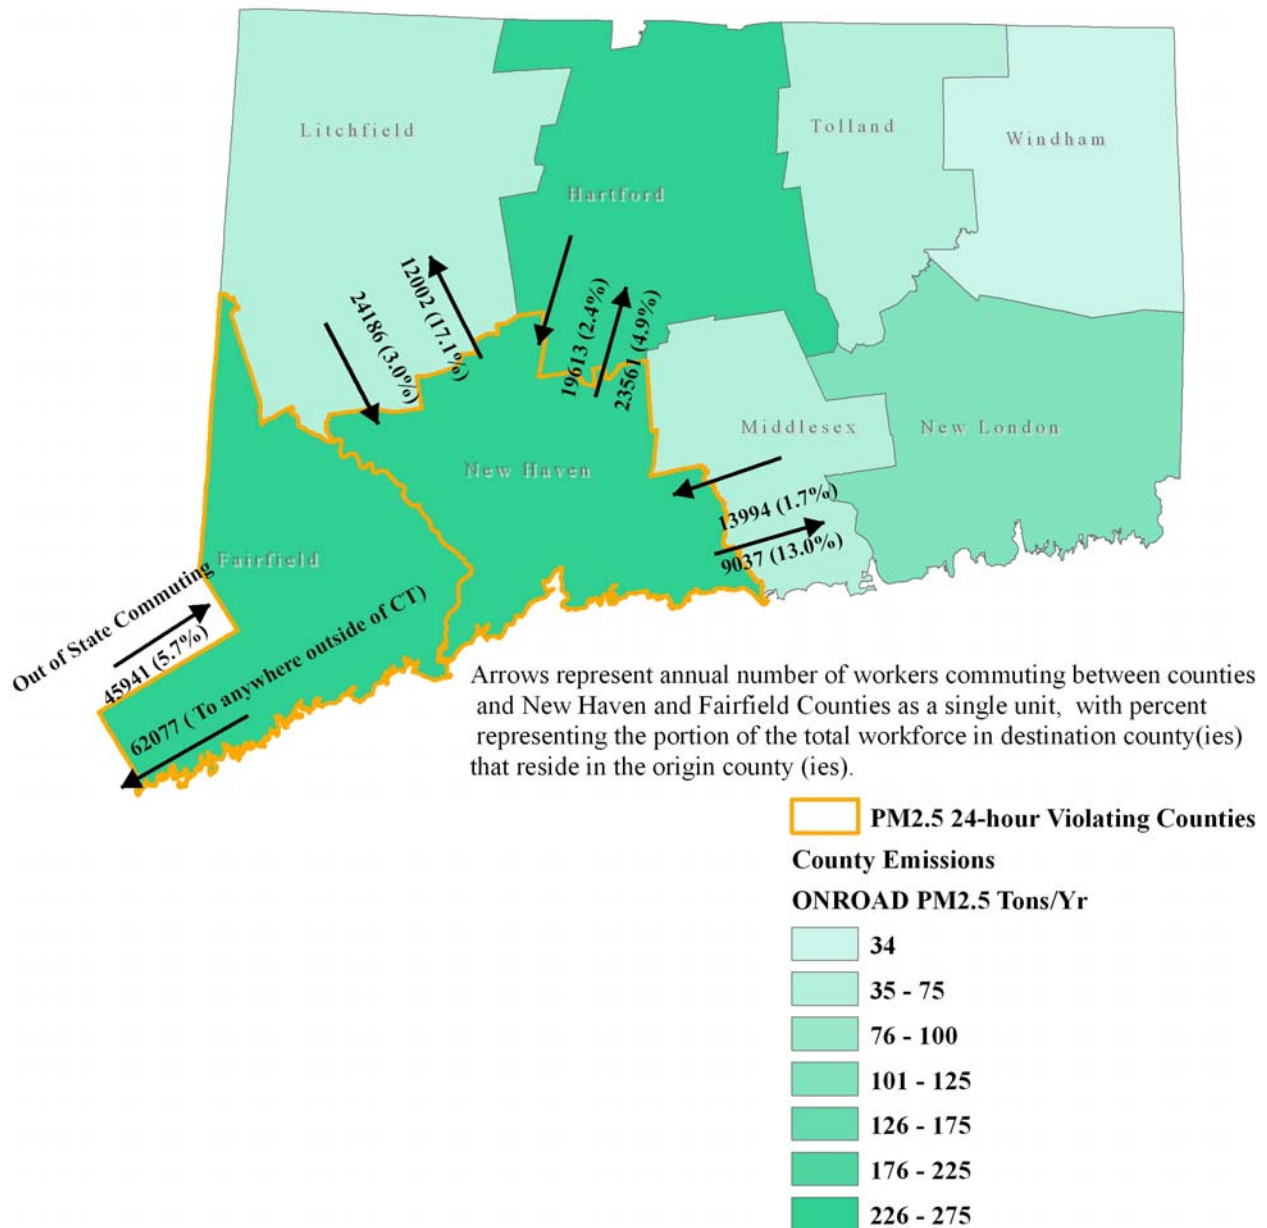 Litchfield
Tolland
Windham
Hartford
12002 (17.1%)
24186 (3.0%)
19613 (2.4%)
23561 (4.9%)
Middlesex
New London
New Haven
13994 (1.7%)
9037 (13.0%)
Fairfield
Out of State Commuting
45941 (5.7%)
62077 ( To anywhere outside of CT)
Arrows represent annual number of workers commuting between counties
and New Haven and Fairfield Counties as a single unit, with percent
representing the portion of the total workforce in destination county(ies)
that reside in the origin county (ies).
PM2.5 24-hour Violating Counties
County Emissions
ONROAD PM2.5 Tons/Yr
34
35 - 75
76 - 100
101 - 125
126 - 175
176 - 225
226 - 275